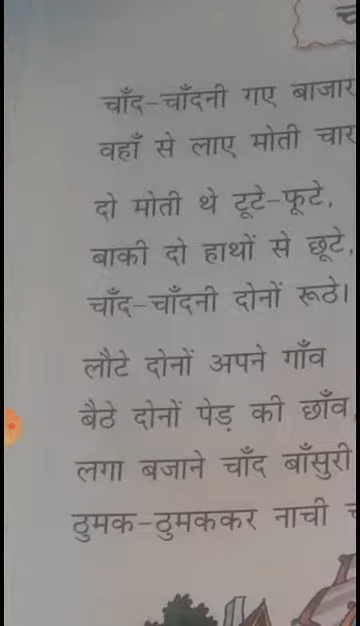 चाँद-चाँदनी गए बाजार
वहाँ से लाए मोती चार
दो मोती थे टूटे-फूटे,
बाकी दो हाथों से छूटे,
चाँद-चाँदनी दोनों रूठे।
लौटे दोनों अपने गाँव
बैठे दोनों पेड़ की छाँव,
लगा बजाने चाँद बाँसुरी
ठुमक-ठुमककर नाची